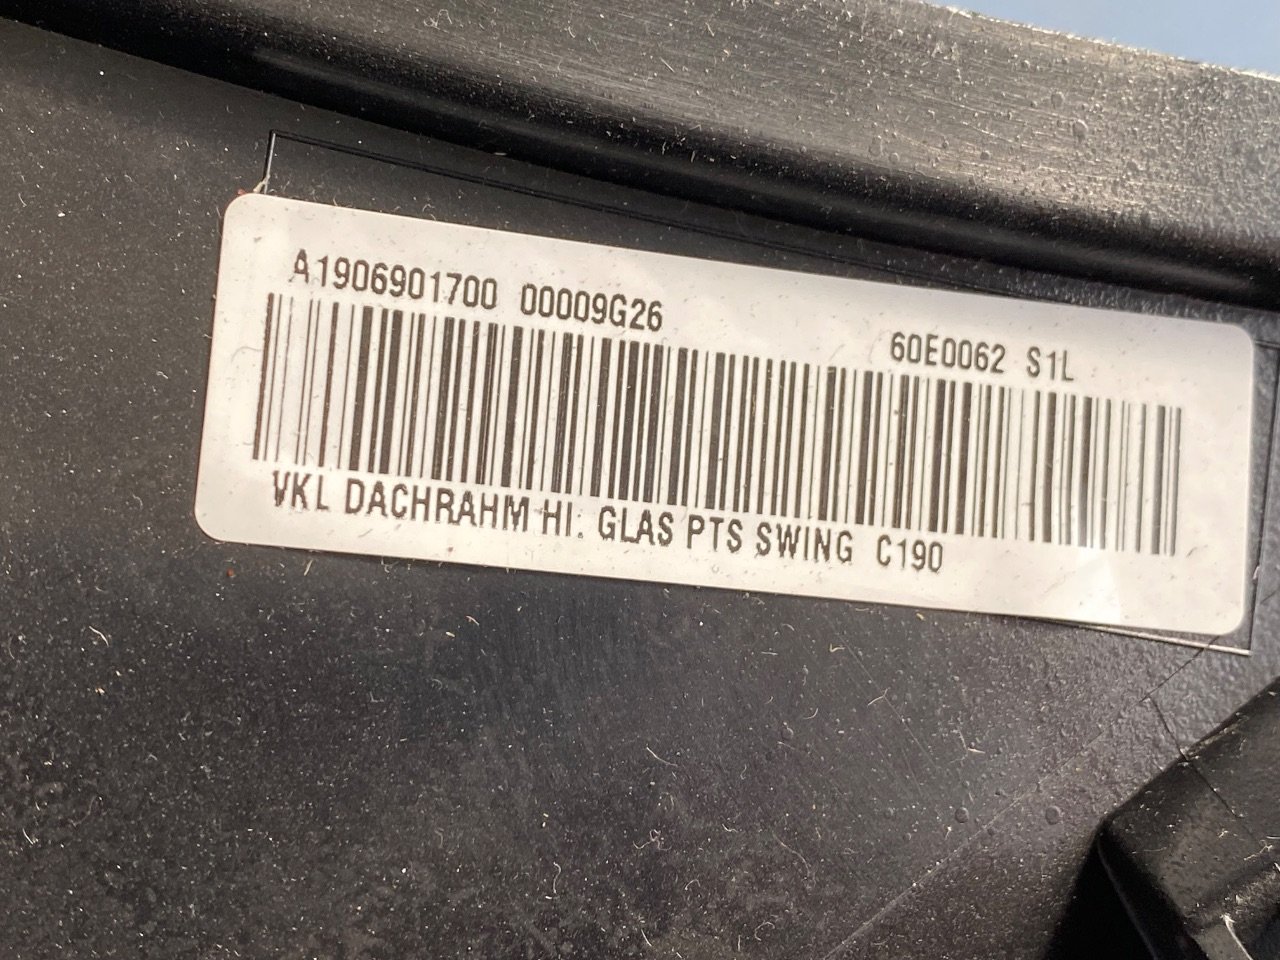 A1906901700 00009G26 60E0062 S1L
VKL DACHRAHM HI. GLAS PTS SWING C190